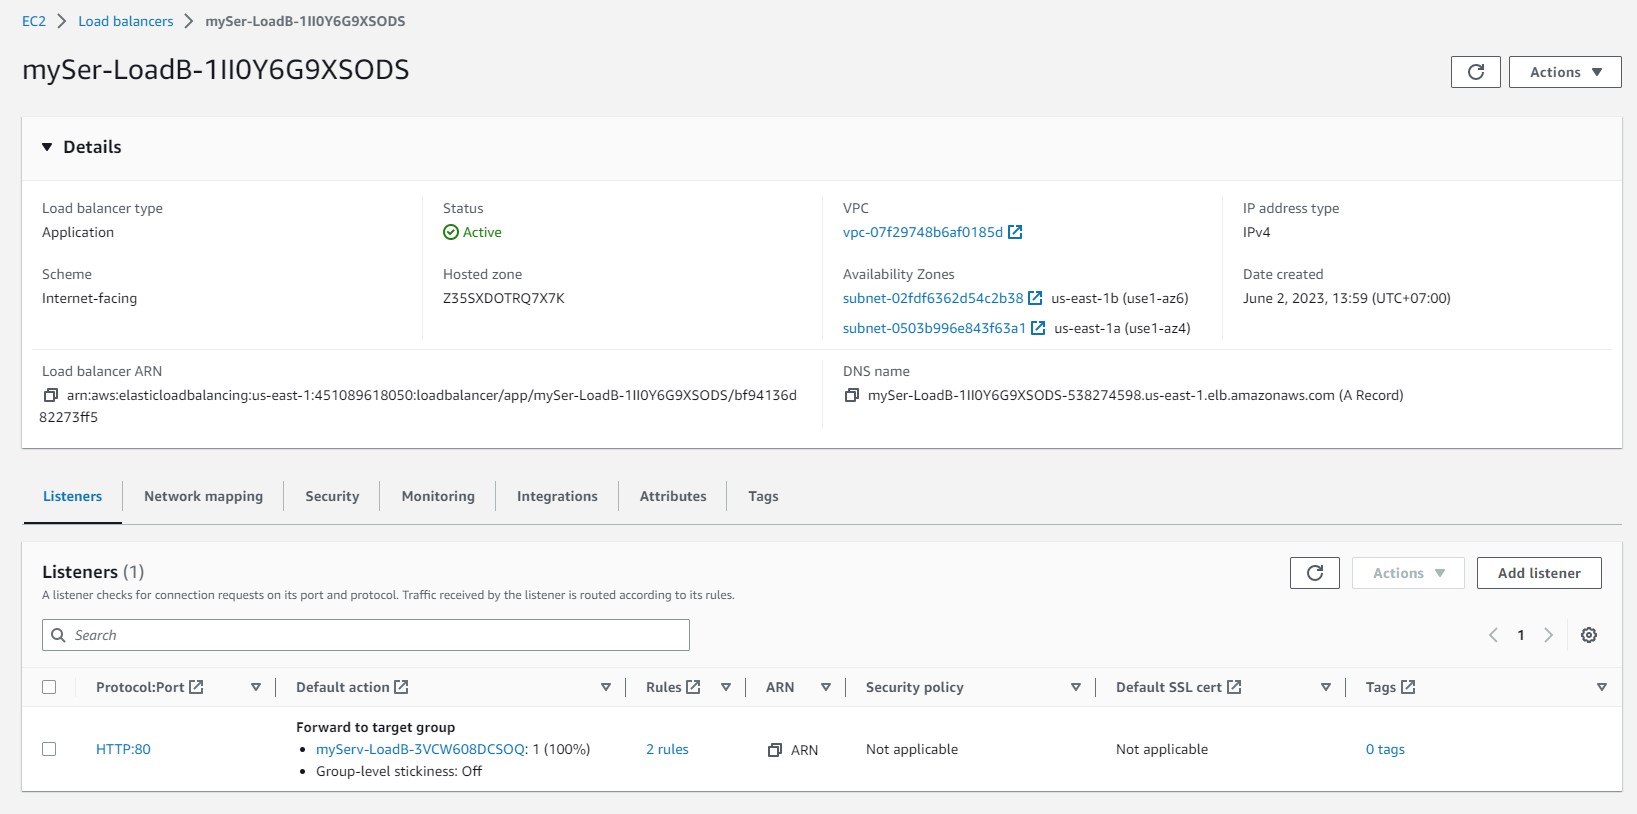 EC2 > Load balancers > mySer-LoadB-1II0Y6G9XSODS
mySer-LoadB-1II0Y6G9XSODS
Actions
Details
Load balancer type
Application
Status
Active
VPC
vpc-07f29748b6af0185d
IP address type
IPv4
Scheme
Internet-facing
Hosted zone
Z35SXDOTRQ7X7K
Availability Zones
subnet-02fdf6362d54c2b38 us-east-1b (use1-az6)
subnet-0503b996e843f63a1 us-east-1a (use1-az4)
Date created
June 2, 2023, 13:59 (UTC+07:00)
Load balancer ARN
arn:aws:elasticloadbalancing:us-east-1:451089618050:loadbalancer/app/mySer-LoadB-1II0Y6G9XSODS/bf94136d
82273ff5
DNS name
mySer-LoadB-1II0Y6G9XSODS-538274598.us-east-1.elb.amazonaws.com (A Record)
Listeners Network mapping Security Monitoring Integrations Attributes Tags
Listeners (1)
Actions Add listener
A listener checks for connection requests on its port and protocol. Traffic received by the listener is routed according to its rules.
Search
1
Protocol:Port Default action Rules ARN Security policy Default SSL cert Tags
Forward to target group
HTTP:80 • myServ-LoadB-3VCW608DCSOQ: 1 (100%) 2 rules ARN Not applicable Not applicable 0 tags
• Group-level stickiness: Off